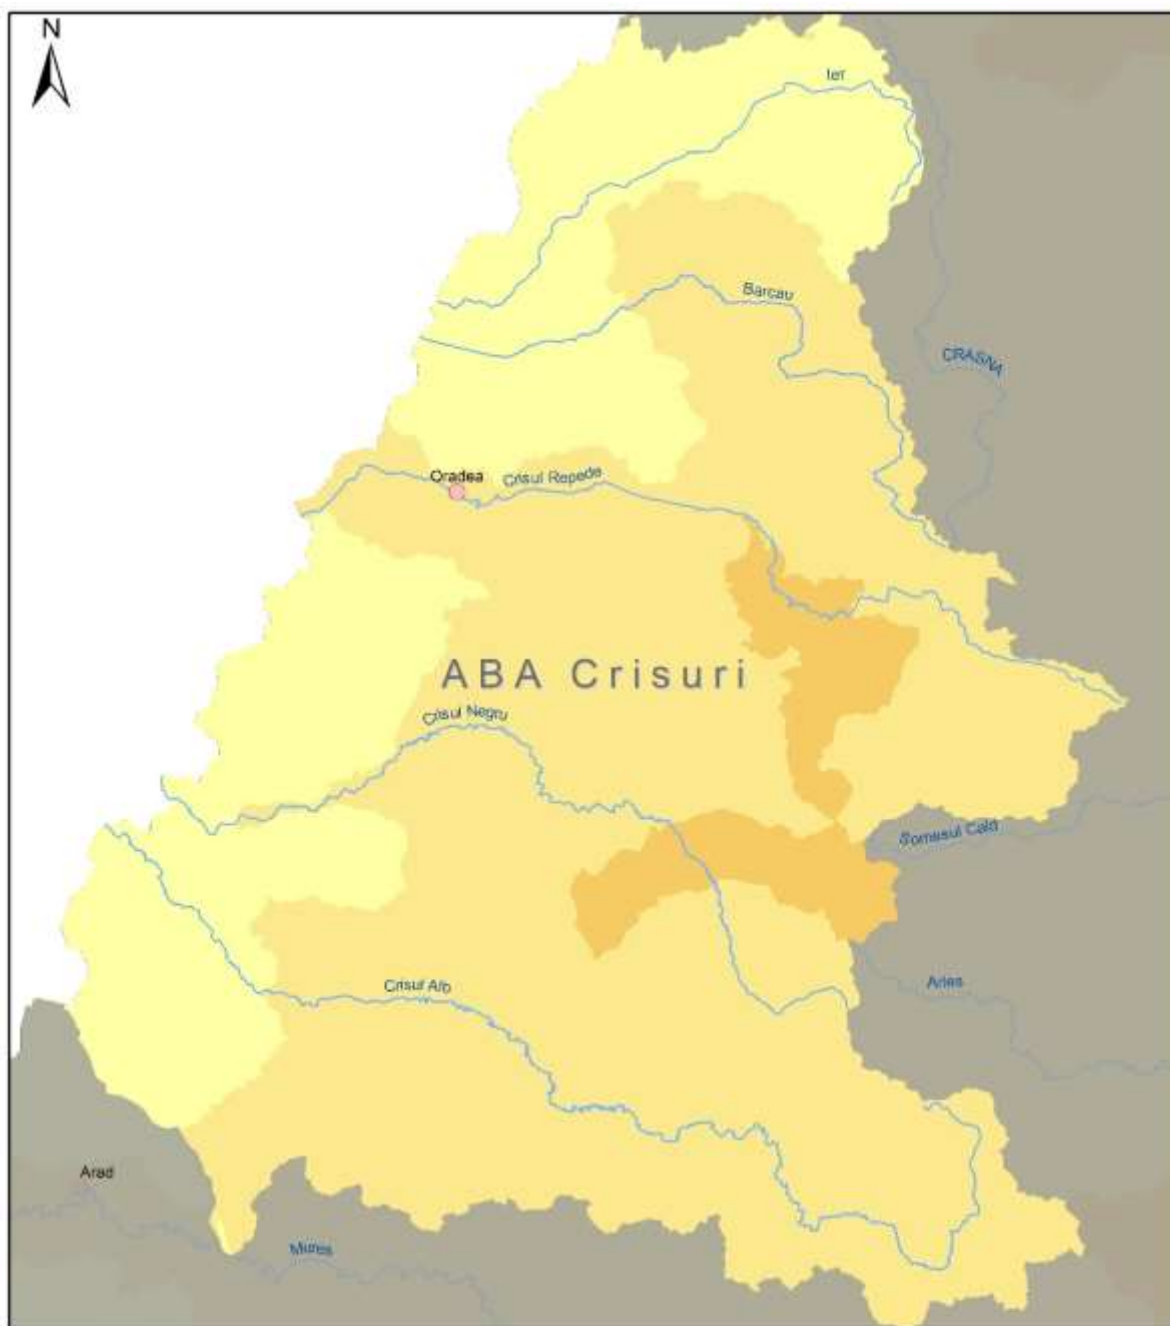 N
Ier
Barcau
CRASNA
Oradea
Crisul Repede
ABA Crisuri
Crisul Negru
Somesul Cald
Crisul Alb
Aries
Arad
Mures